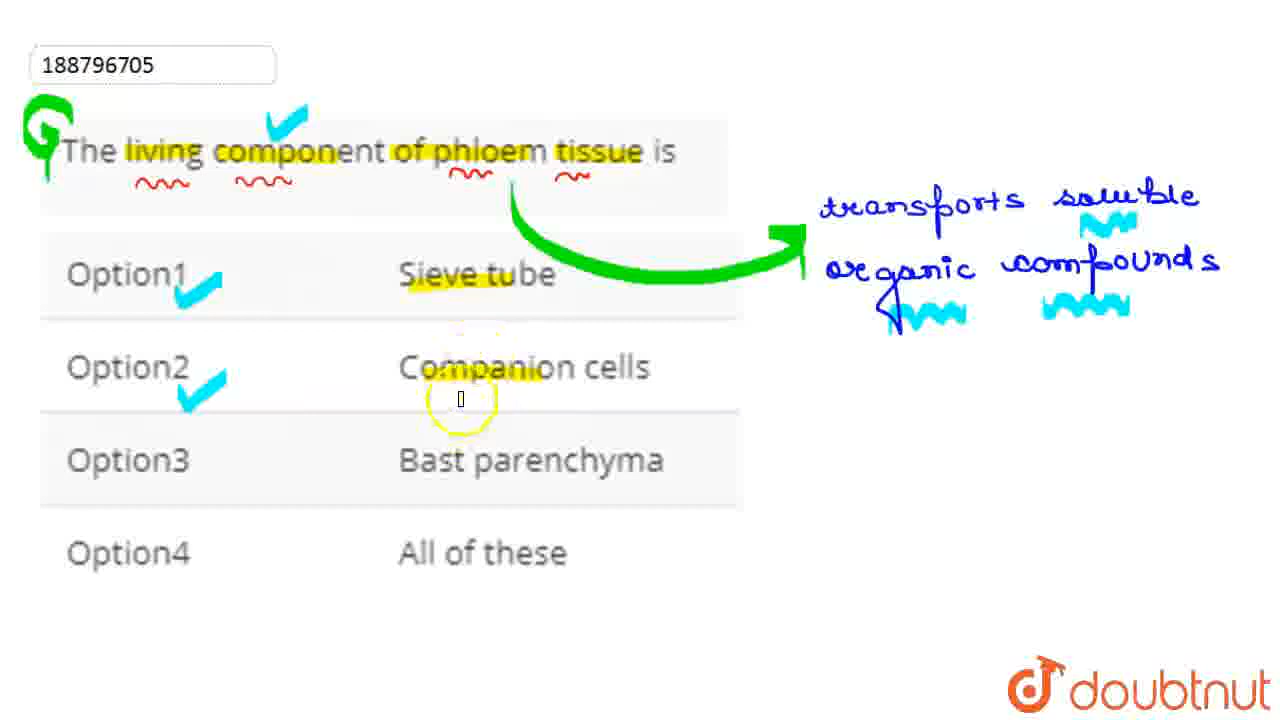 188796705
The living component of phloem tissue is
transports soluble
organic compounds
Option1 Sieve tube
Option2 Companion cells
Option3 Bast parenchyma
Option4 All of these
doubtnut